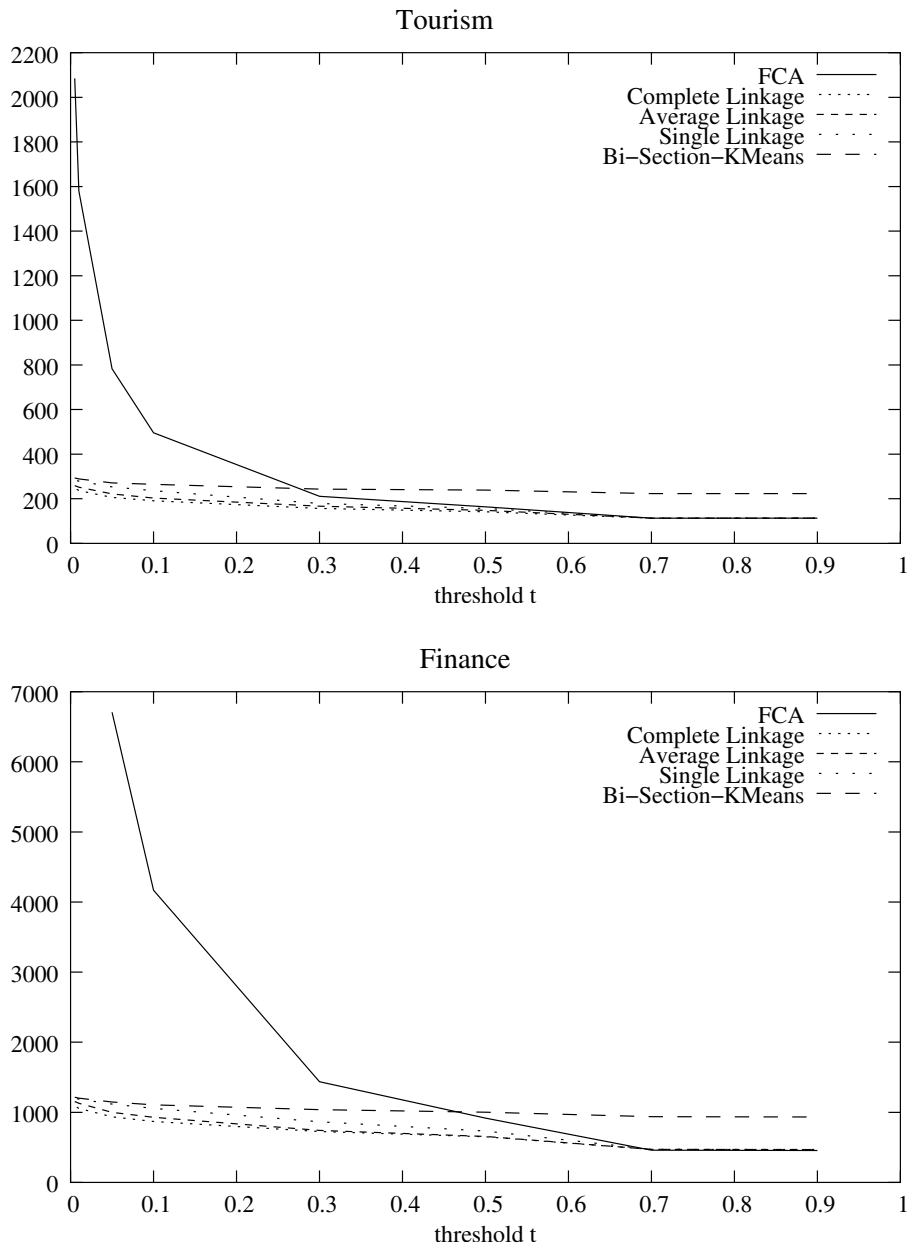 Tourism
2200
2000
1800
1600
1400
1200
1000
800
600
400
200
0
FCA
Complete Linkage
Average Linkage
Single Linkage
Bi−Section−KMeans
0 0.1 0.2 0.3 0.4 0.5 0.6 0.7 0.8 0.9 1
threshold t
Finance
7000
6000
5000
4000
3000
2000
1000
0
FCA
Complete Linkage
Average Linkage
Single Linkage
Bi−Section−KMeans
0 0.1 0.2 0.3 0.4 0.5 0.6 0.7 0.8 0.9 1
threshold t